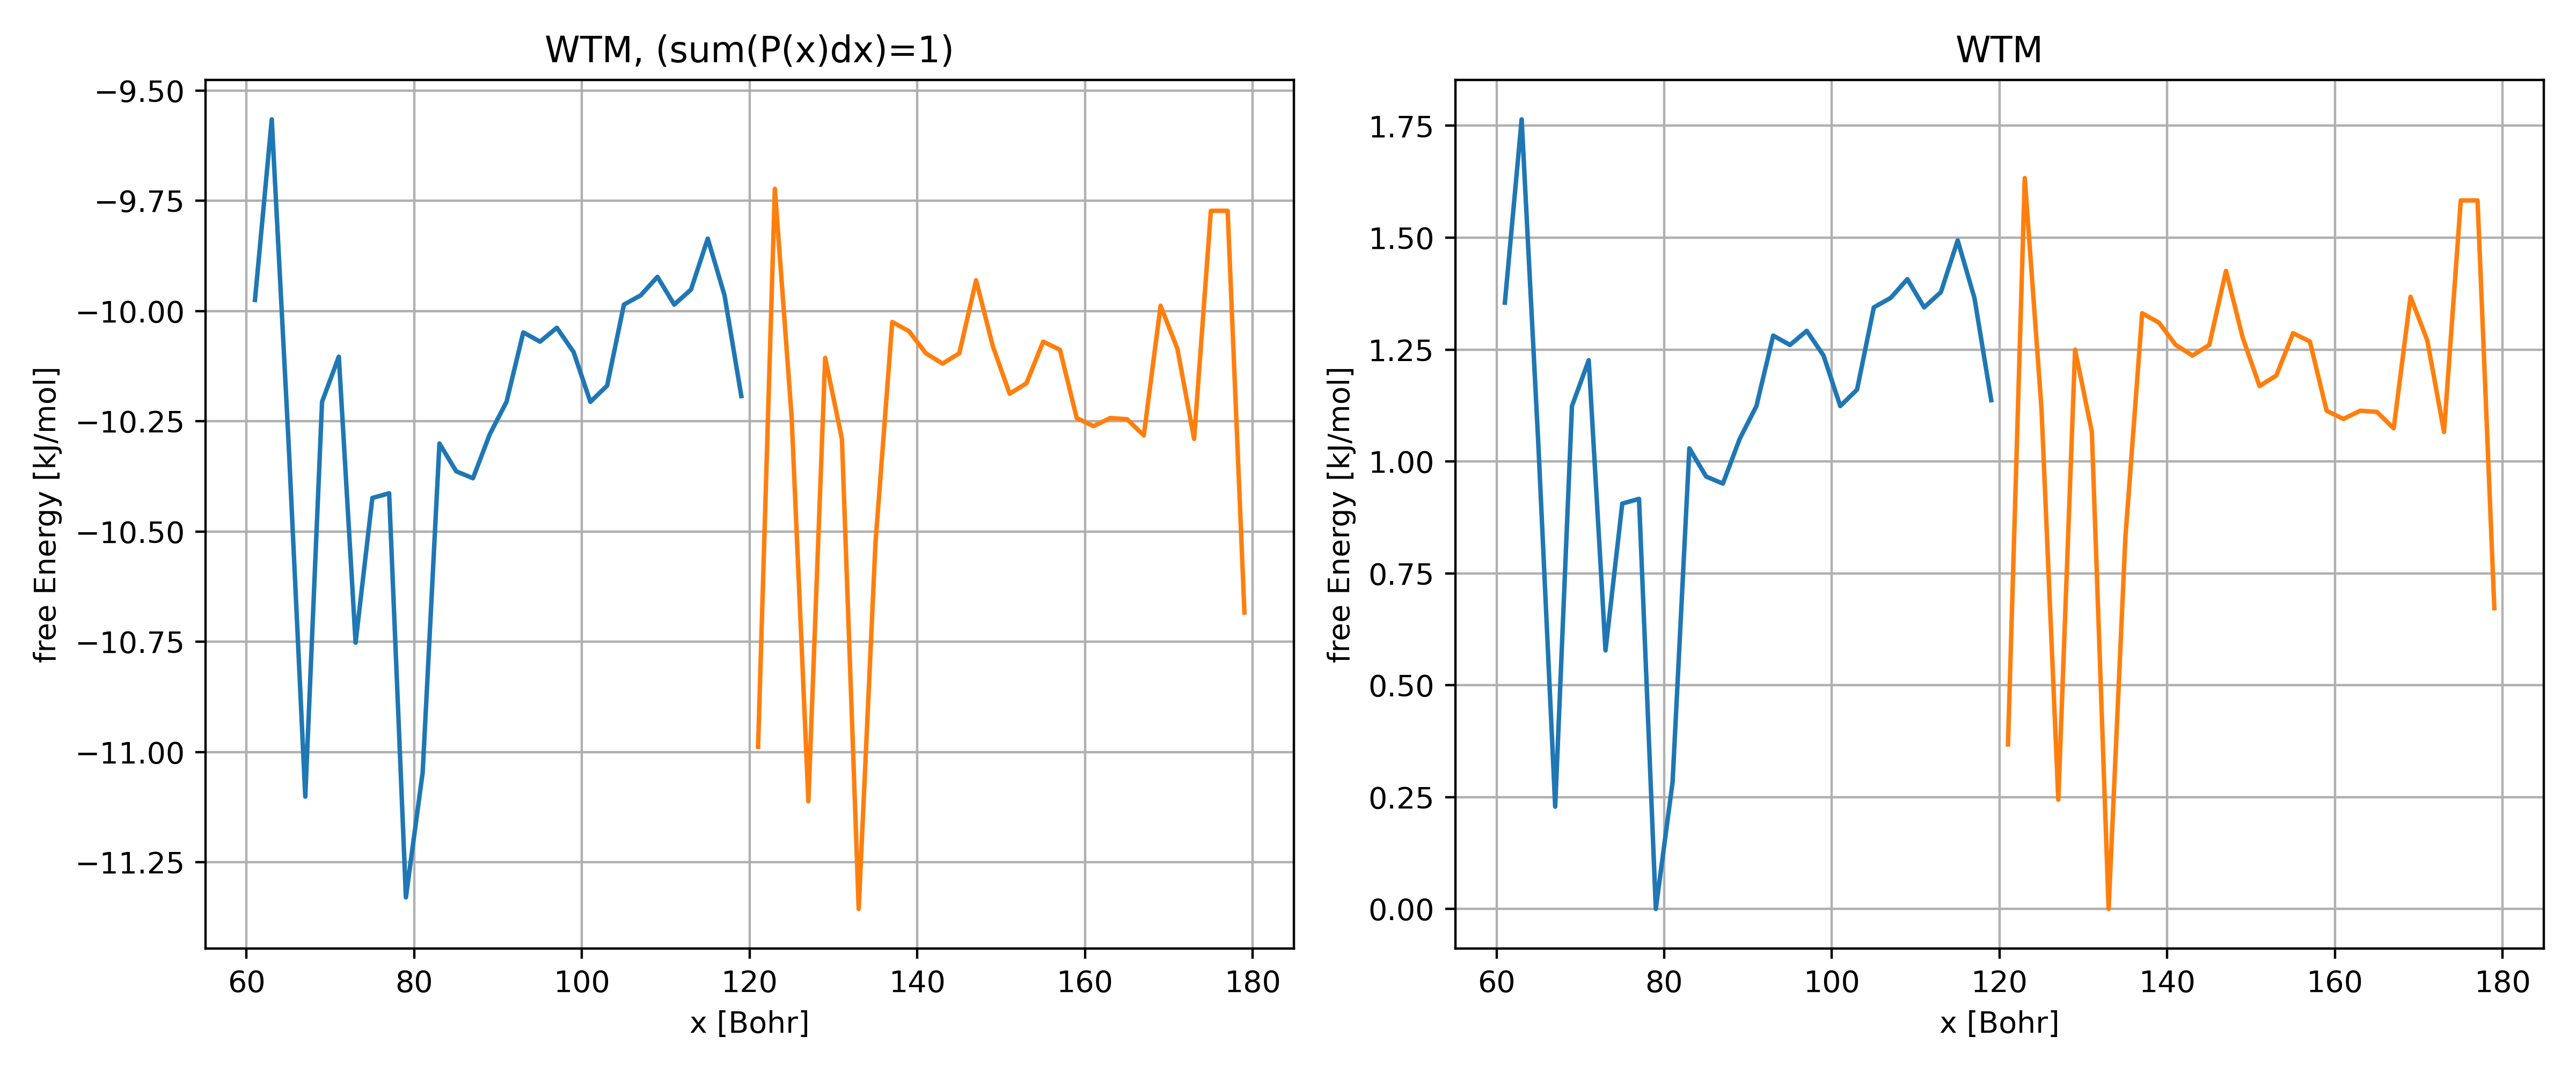 WTM, (sum(P(x)dx)=1)
free Energy [kJ/mol]
−9.50
−9.75
−10.00
−10.25
−10.50
−10.75
−11.00
−11.25
60 80 100 120 140 160 180
x [Bohr]
WTM
free Energy [kJ/mol]
1.75
1.50
1.25
1.00
0.75
0.50
0.25
0.00
60 80 100 120 140 160 180
x [Bohr]